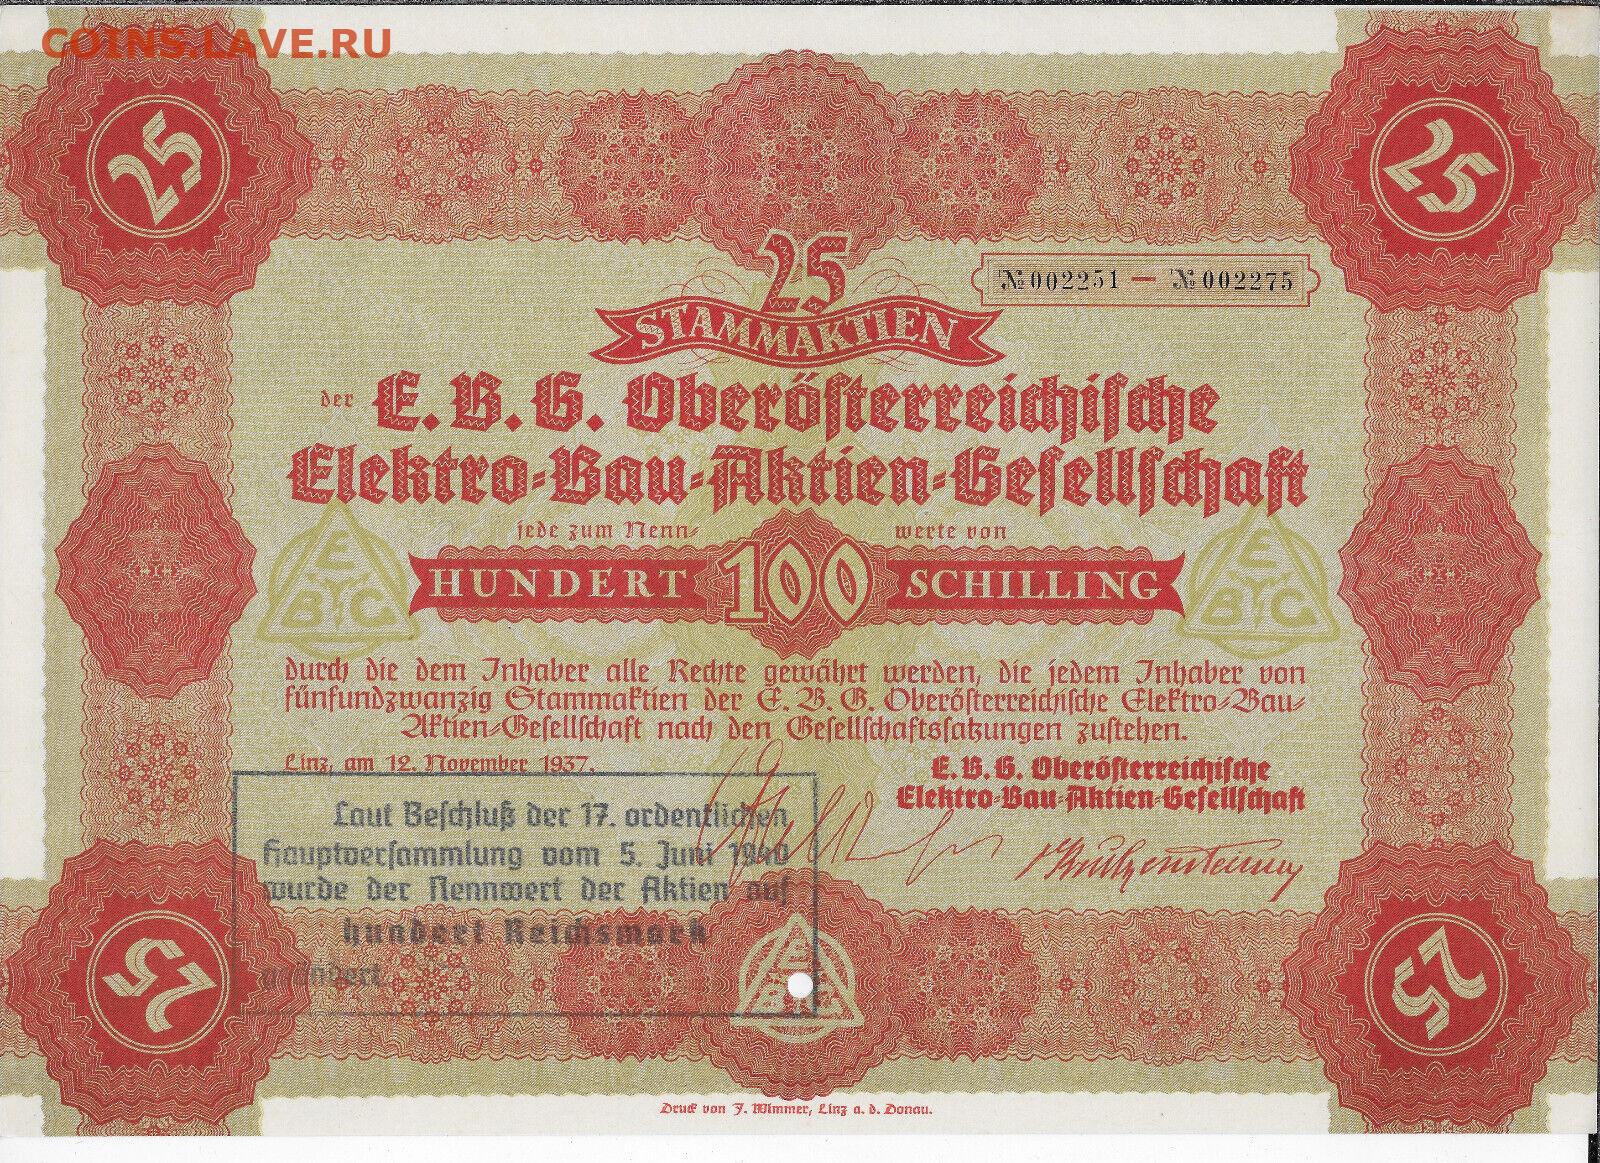 COINS.LAVE.RU
25
25
25
№002251 — №002275
STAMMAKTIEN
der E.B.G. Oberösterreichische
Elektro-Bau-Aktien-Gesellschaft
jede zum Nenn- werte von
HUNDERT 100 SCHILLING
EBG
EBG
durch die dem Inhaber alle Rechte gewährt werden, die jedem Inhaber von
fünfundzwanzig Stammaktien der E.B.G. Oberösterreichische Elektro-Bau-
Aktien-Gesellschaft nach den Gesellschaftssatzungen zustehen.
Linz, am 12. November 1937.
E.B.G. Oberösterreichische
Elektro-Bau-Aktien-Gesellschaft
Laut Beschluß der 17. ordentlichen
Hauptversammlung vom 5. Juni 1940
wurde der Nennwert der Aktien auf
hundert Reichsmark
geändert.
25
EBG
25
Druck von J. Wimmer, Linz a. d. Donau.